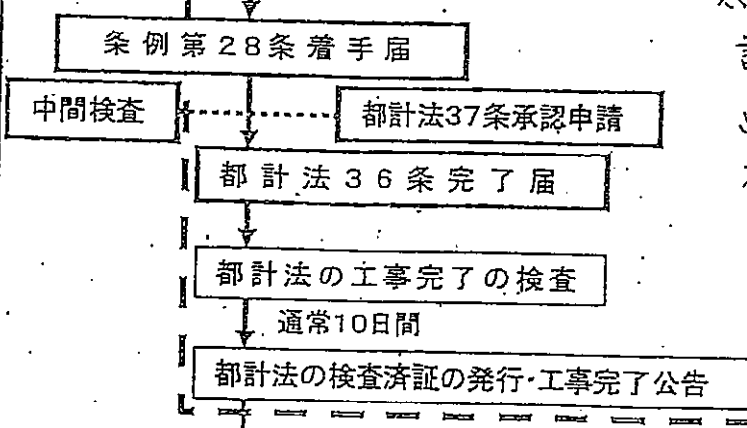 条例第28条着手届
中間検査
都計法37条承認申請
都計法36条完了届
都計法の工事完了の検査
通常10日間
都計法の検査済証の発行・工事完了公告